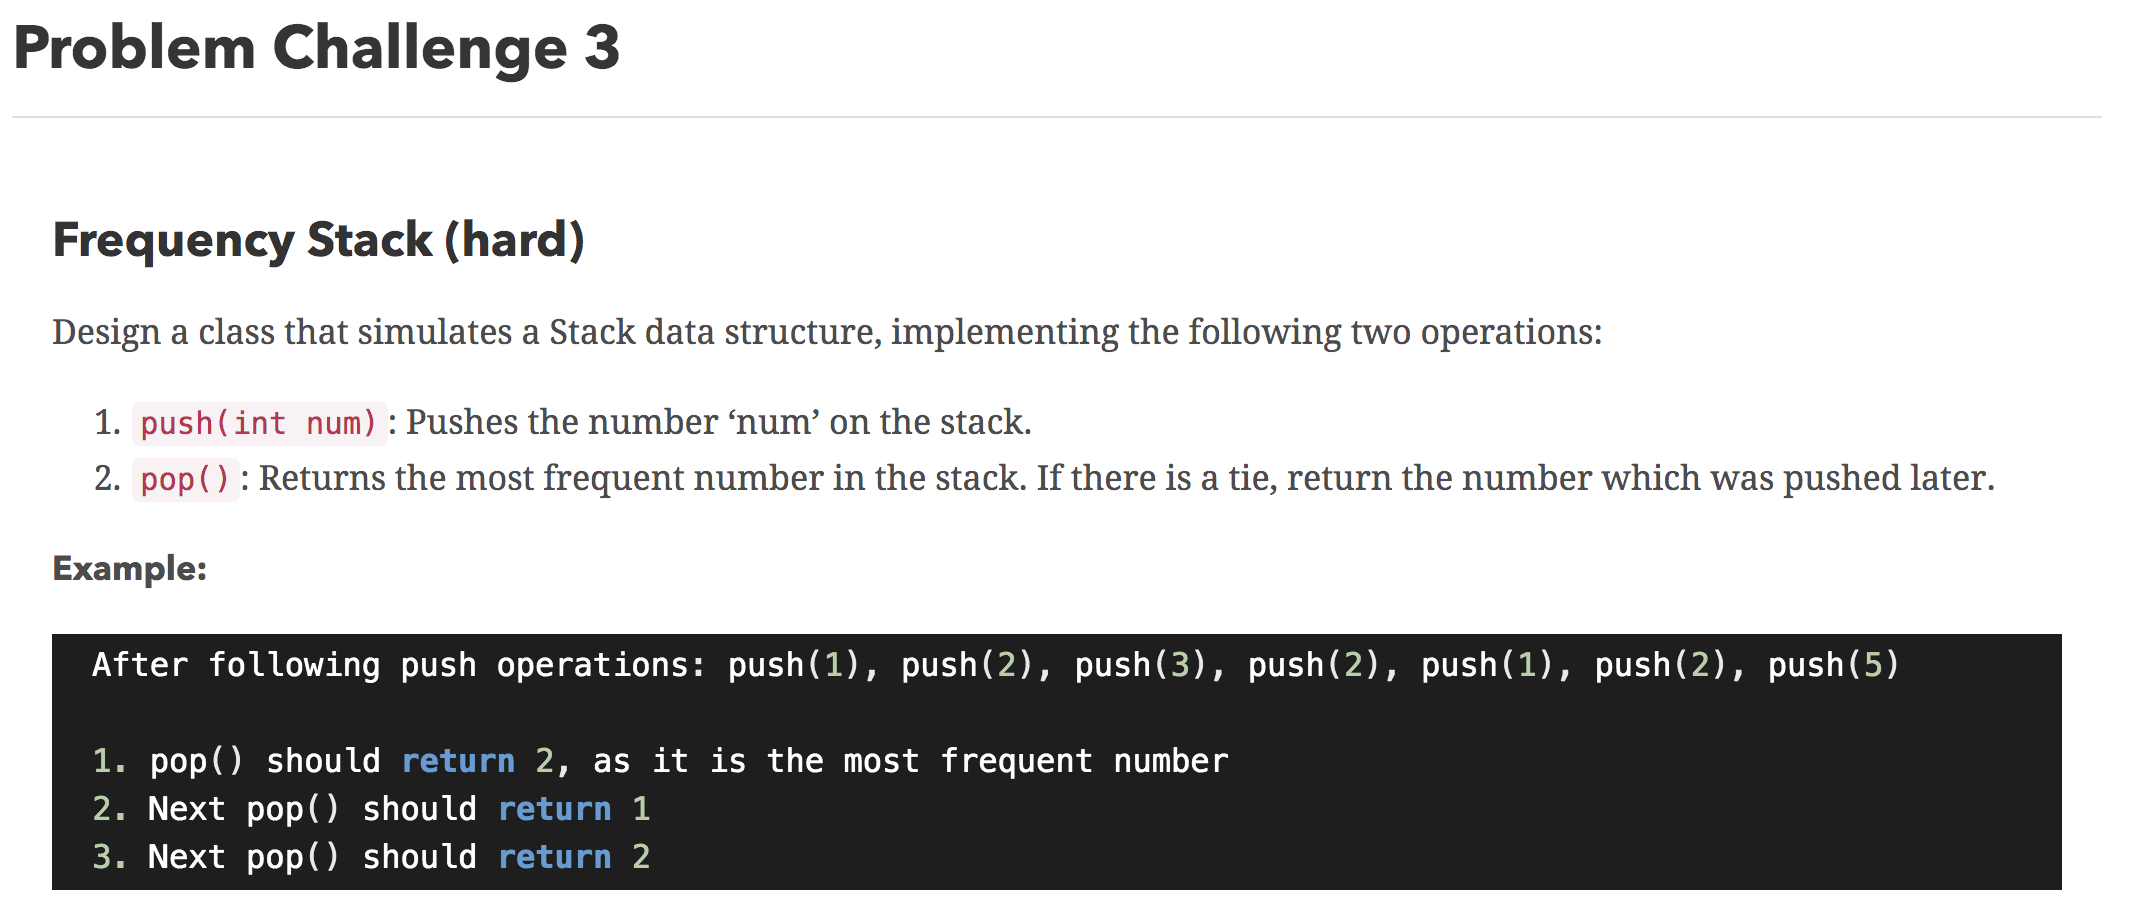 Problem Challenge 3
Frequency Stack (hard)
Design a class that simulates a Stack data structure, implementing the following two operations:
1. push(int num): Pushes the number ‘num’ on the stack.
2. pop(): Returns the most frequent number in the stack. If there is a tie, return the number which was pushed later.
Example:
After following push operations: push(1), push(2), push(3), push(2), push(1), push(2), push(5)
1. pop() should return 2, as it is the most frequent number
2. Next pop() should return 1
3. Next pop() should return 2